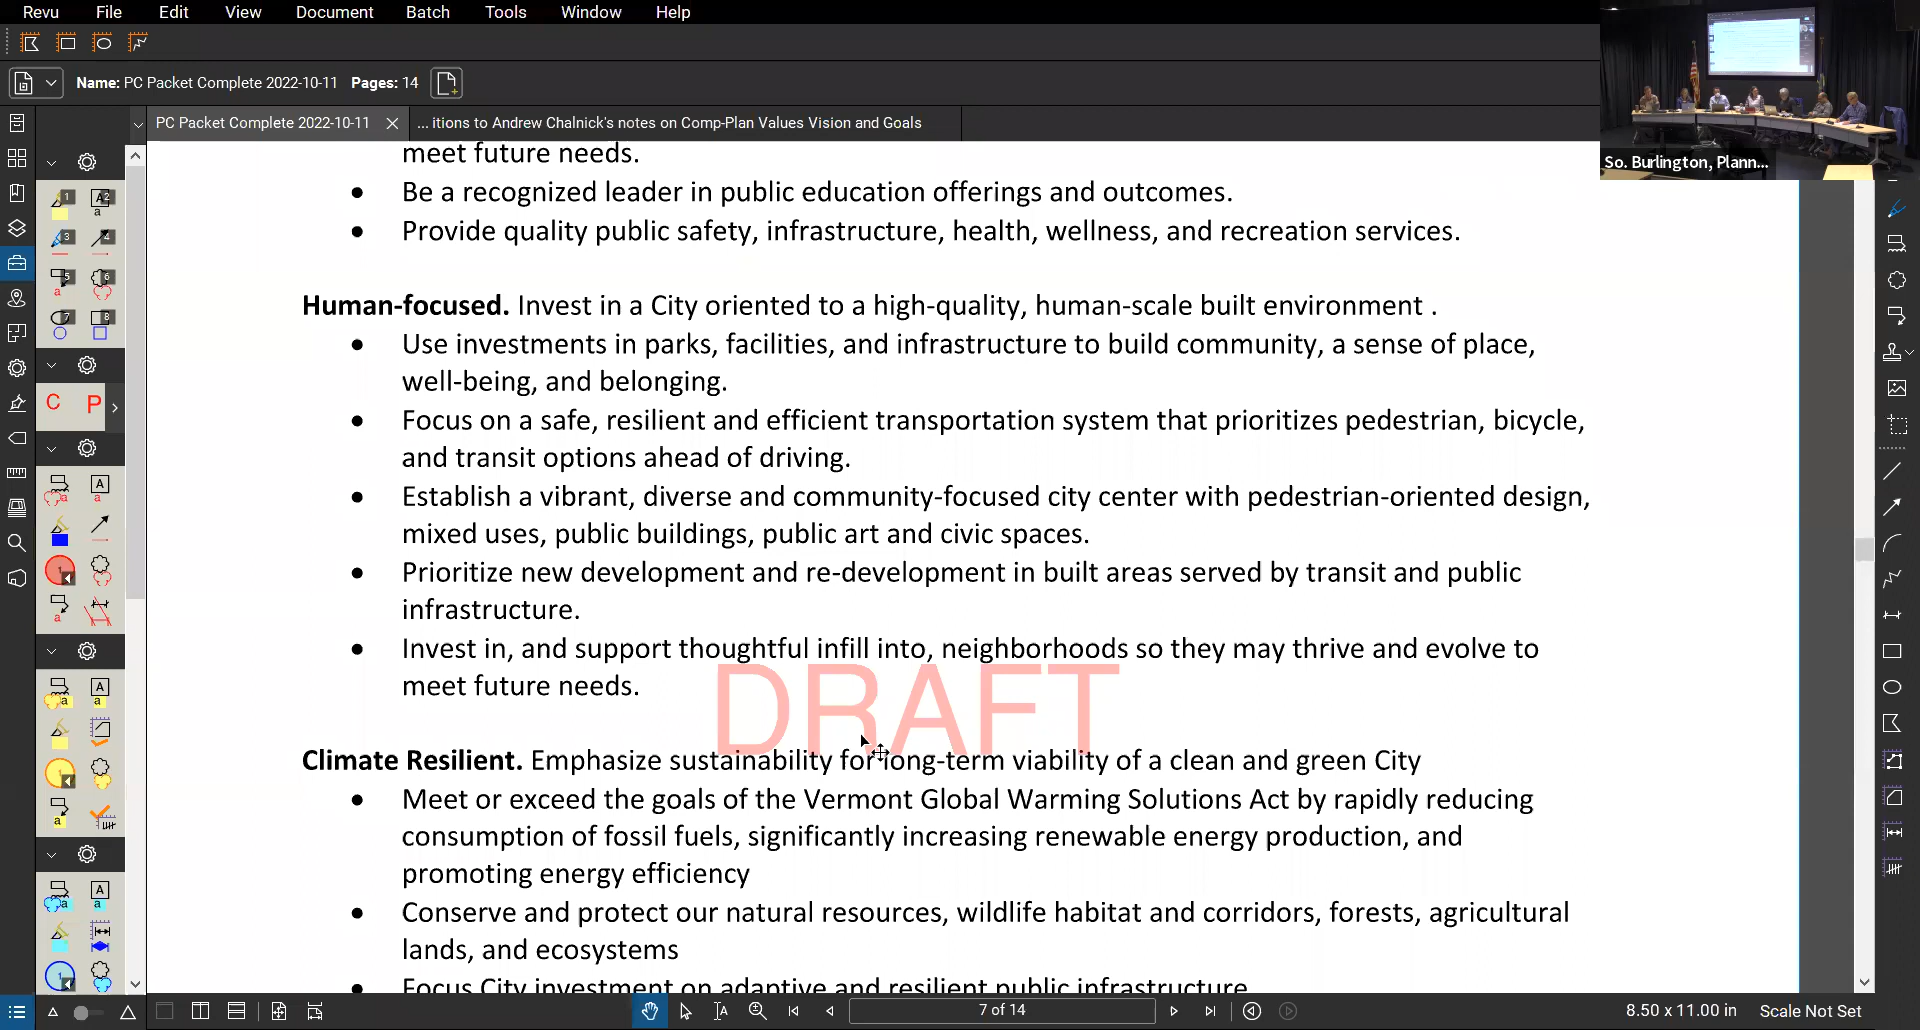 Revu File Edit View Document Batch Tools Window Help
Name: PC Packet Complete 2022-10-11 Pages: 14
PC Packet Complete 2022-10-11
... itions to Andrew Chalnick's notes on Comp-Plan Values Vision and Goals
So. Burlington, Plann...
meet future needs.
• Be a recognized leader in public education offerings and outcomes.
• Provide quality public safety, infrastructure, health, wellness, and recreation services.
Human-focused. Invest in a City oriented to a high-quality, human-scale built environment .
• Use investments in parks, facilities, and infrastructure to build community, a sense of place,
well-being, and belonging.
• Focus on a safe, resilient and efficient transportation system that prioritizes pedestrian, bicycle,
and transit options ahead of driving.
• Establish a vibrant, diverse and community-focused city center with pedestrian-oriented design,
mixed uses, public buildings, public art and civic spaces.
• Prioritize new development and re-development in built areas served by transit and public
infrastructure.
• Invest in, and support thoughtful infill into, neighborhoods so they may thrive and evolve to
meet future needs.
DRAFT
Climate Resilient. Emphasize sustainability for long-term viability of a clean and green City
• Meet or exceed the goals of the Vermont Global Warming Solutions Act by rapidly reducing
consumption of fossil fuels, significantly increasing renewable energy production, and
promoting energy efficiency
• Conserve and protect our natural resources, wildlife habitat and corridors, forests, agricultural
lands, and ecosystems
• Focus City investment on adaptive and resilient public infrastructure
7 of 14
8.50 x 11.00 in Scale Not Set